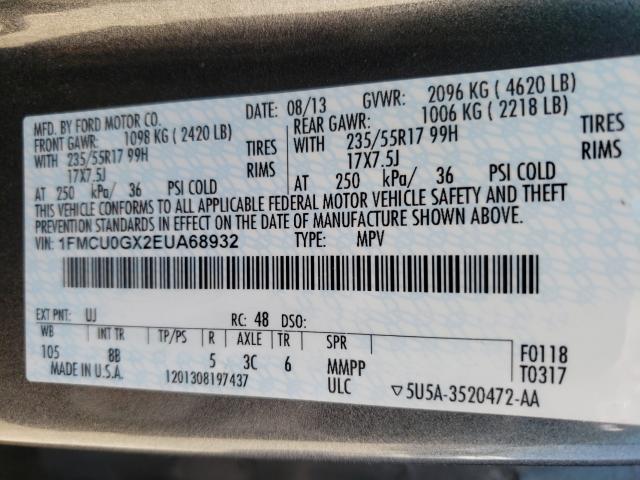 MFD. BY FORD MOTOR CO. DATE: 08/13 GVWR: 2096 KG ( 4620 LB)
FRONT GAWR: 1098 KG ( 2420 LB) REAR GAWR: 1006 KG ( 2218 LB)
WITH 235/55R17 99H TIRES WITH 235/55R17 99H TIRES
17X7.5J RIMS 17X7.5J RIMS
AT 250 kPa/ 36 PSI COLD AT 250 kPa/ 36 PSI COLD
THIS VEHICLE CONFORMS TO ALL APPLICABLE FEDERAL MOTOR VEHICLE SAFETY AND THEFT
PREVENTION STANDARDS IN EFFECT ON THE DATE OF MANUFACTURE SHOWN ABOVE.
VIN: 1FMCU0GX2EUA68932 TYPE: MPV
EXT PNT: UJ RC: 48 DSO:
WB INT TR TP/PS R AXLE TR SPR
105 8B 5 3C 6 MMPP F0118
MADE IN U.S.A. 1201308197437 ULC T0317
▽5U5A-3520472-AA